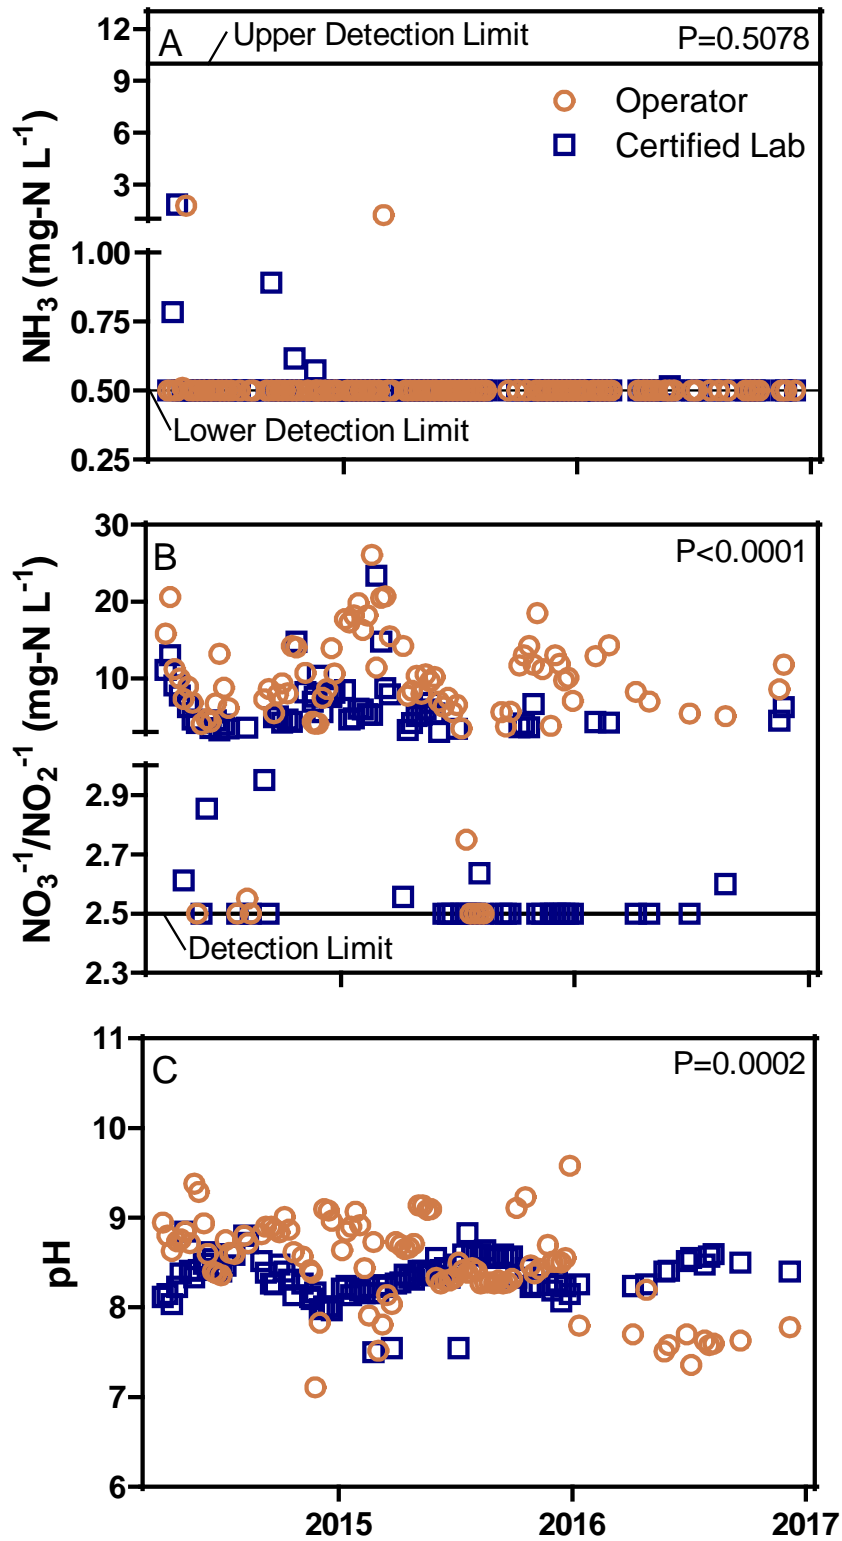 A
Upper Detection Limit
P=0.5078
12
9
6
3
1.00
0.75
0.50
0.25
NH₃ (mg-N L⁻¹)
Operator
Certified Lab
Lower Detection Limit
B
P<0.0001
30
20
10
2.9
2.7
2.5
2.3
NO₃⁻¹/NO₂⁻¹ (mg-N L⁻¹)
Detection Limit
C
P=0.0002
11
10
9
8
7
6
pH
2015 2016 2017